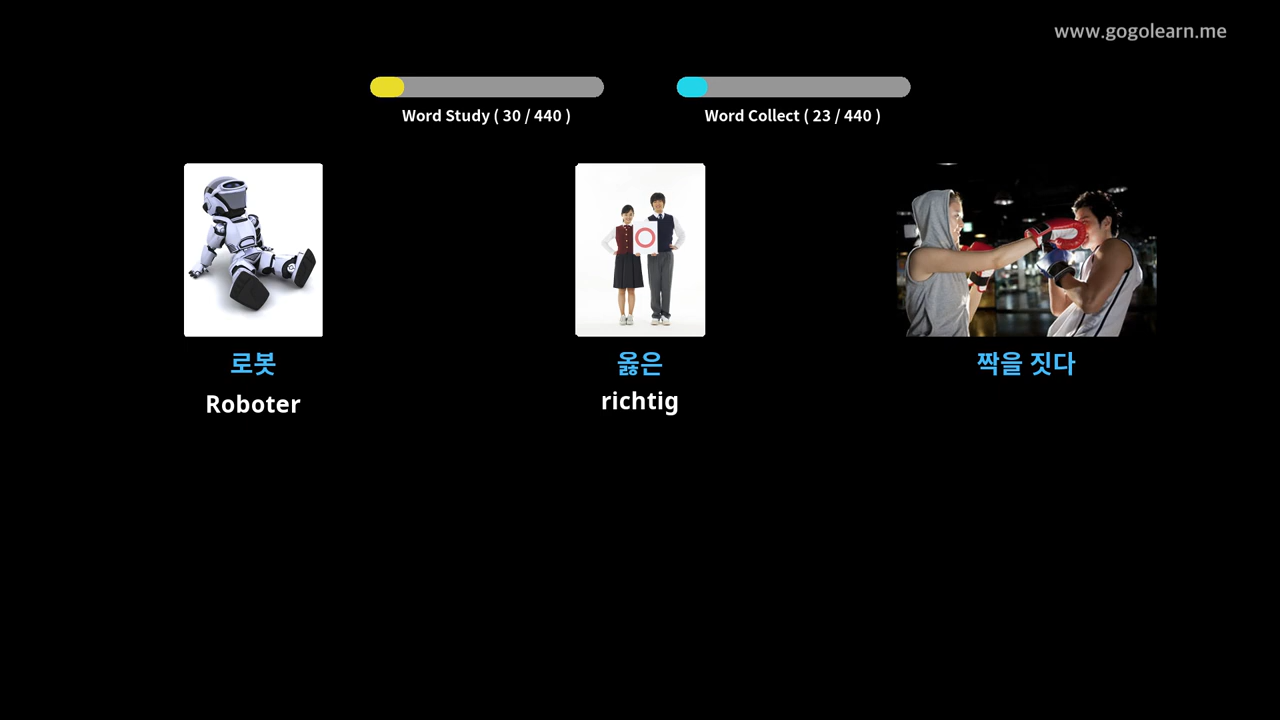 www.gogolearn.me
Word Study ( 30 / 440 )
Word Collect ( 23 / 440 )
로봇
옳은
짝을 짓다
Roboter
richtig